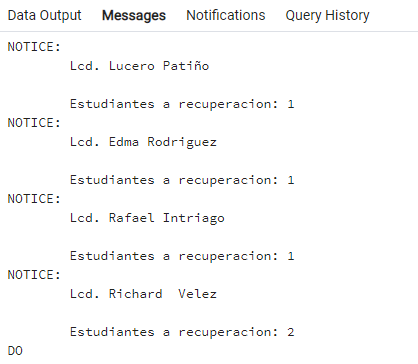 Data Output Messages Notifications Query History
NOTICE:
Lcd. Lucero Patiño
Estudiantes a recuperacion: 1
NOTICE:
Lcd. Edma Rodriguez
Estudiantes a recuperacion: 1
NOTICE:
Lcd. Rafael Intriago
Estudiantes a recuperacion: 1
NOTICE:
Lcd. Richard  Velez
Estudiantes a recuperacion: 2
DO